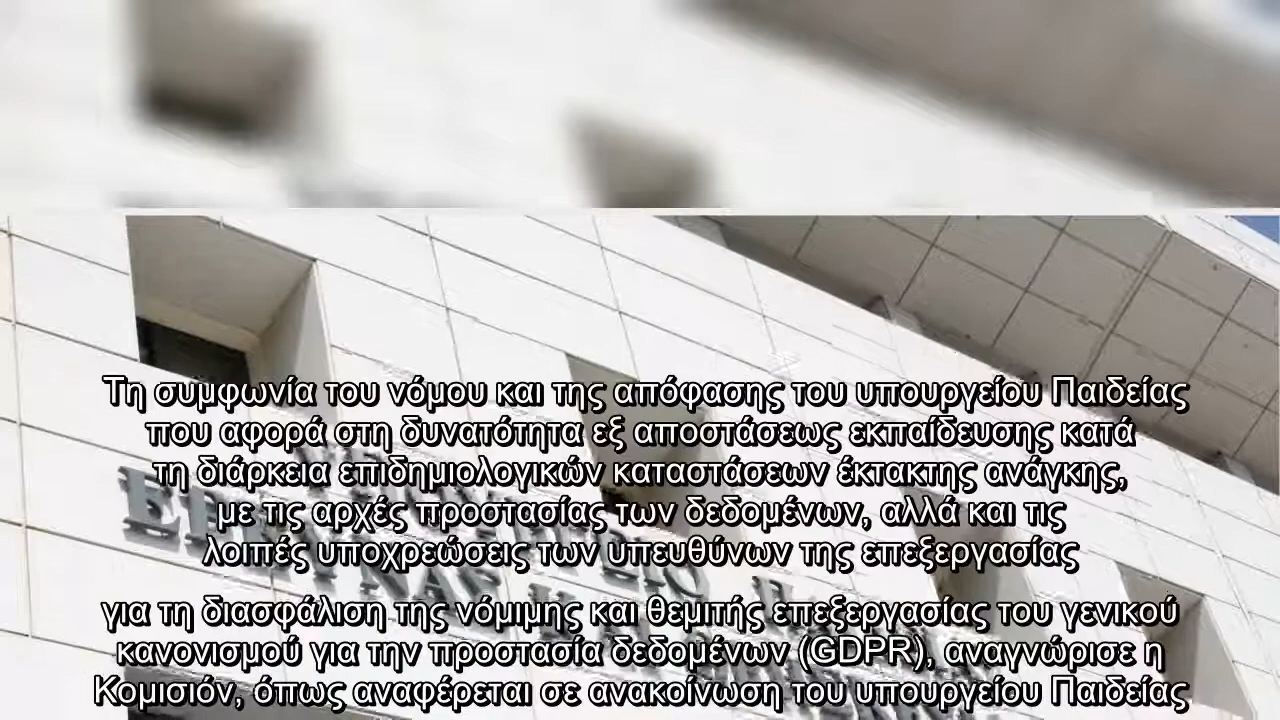 Τη συμφωνία του νόμου και της απόφασης του υπουργείου Παιδείας
που αφορά στη δυνατότητα εξ αποστάσεως εκπαίδευσης κατά
τη διάρκεια επιδημιολογικών καταστάσεων έκτακτης ανάγκης,
με τις αρχές προστασίας των δεδομένων, αλλά και τις
λοιπές υποχρεώσεις των υπευθύνων της επεξεργασίας
για τη διασφάλιση της νόμιμης και θεμιτής επεξεργασίας του γενικού
κανονισμού για την προστασία δεδομένων (GDPR), αναγνώρισε η
Κομισιόν, όπως αναφέρεται σε ανακοίνωση του υπουργείου Παιδείας